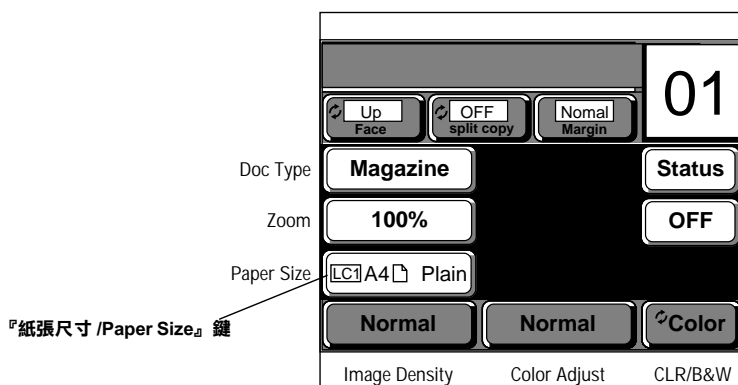 01
Up
Face
OFF
split copy
Nomal
Margin
Doc Type
Magazine
Status
Zoom
100%
OFF
Paper Size
LC1 A4 Plain
『紙張尺寸 /Paper Size』鍵
Normal
Normal
Color
Image Density
Color Adjust
CLR/B&W